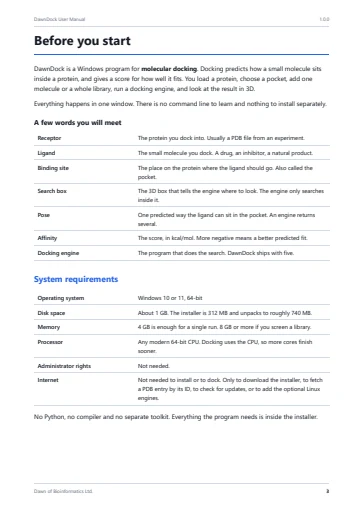 DawnDock User Manual 1.0.0
Before you start
DawnDock is a Windows program for molecular docking. Docking predicts how a small molecule sits
inside a protein, and gives a score for how well it fits. You load a protein, choose a pocket, add one
molecule or a whole library, run a docking engine, and look at the result in 3D.
Everything happens in one window. There is no command line to learn and nothing to install separately.
A few words you will meet
Receptor The protein you dock into. Usually a PDB file from an experiment.
Ligand The small molecule you dock. A drug, an inhibitor, a natural product.
Binding site The place on the protein where the ligand should go. Also called the
pocket.
Search box The 3D box that tells the engine where to look. The engine only searches
inside it.
Pose One predicted way the ligand can sit in the pocket. An engine returns
several.
Affinity The score, in kcal/mol. More negative means a better predicted fit.
Docking engine The program that does the search. DawnDock ships with five.
System requirements
Operating system Windows 10 or 11, 64-bit
Disk space About 1 GB. The installer is 312 MB and unpacks to roughly 740 MB.
Memory 4 GB is enough for a single run. 8 GB or more if you screen a library.
Processor Any modern 64-bit CPU. Docking uses the CPU, so more cores finish
sooner.
Administrator rights Not needed.
Internet Not needed to install or to dock. Only to download the installer, to fetch
a PDB entry by its ID, to check for updates, or to add the optional Linux
engines.
No Python, no compiler and no separate toolkit. Everything the program needs is inside the installer.
Dawn of Bioinformatics Ltd 3